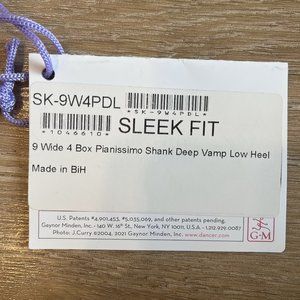 SK-9W4PDL
*SK-9W4PDL*
*1046610*
SLEEK FIT
9 Wide 4 Box Pianissimo Shank Deep Vamp Low Heel
Made in BiH
U.S. Patents #4,901,453, #5,035,069, and other patents pending.
Gaynor Minden, Inc. · 140 W. 16th St., New York, NY 10011, U.S.A. · 1.212.929.0087
Photo: J.Curry ©2004, 2021 Gaynor Minden, Inc. www.dancer.com
G·M